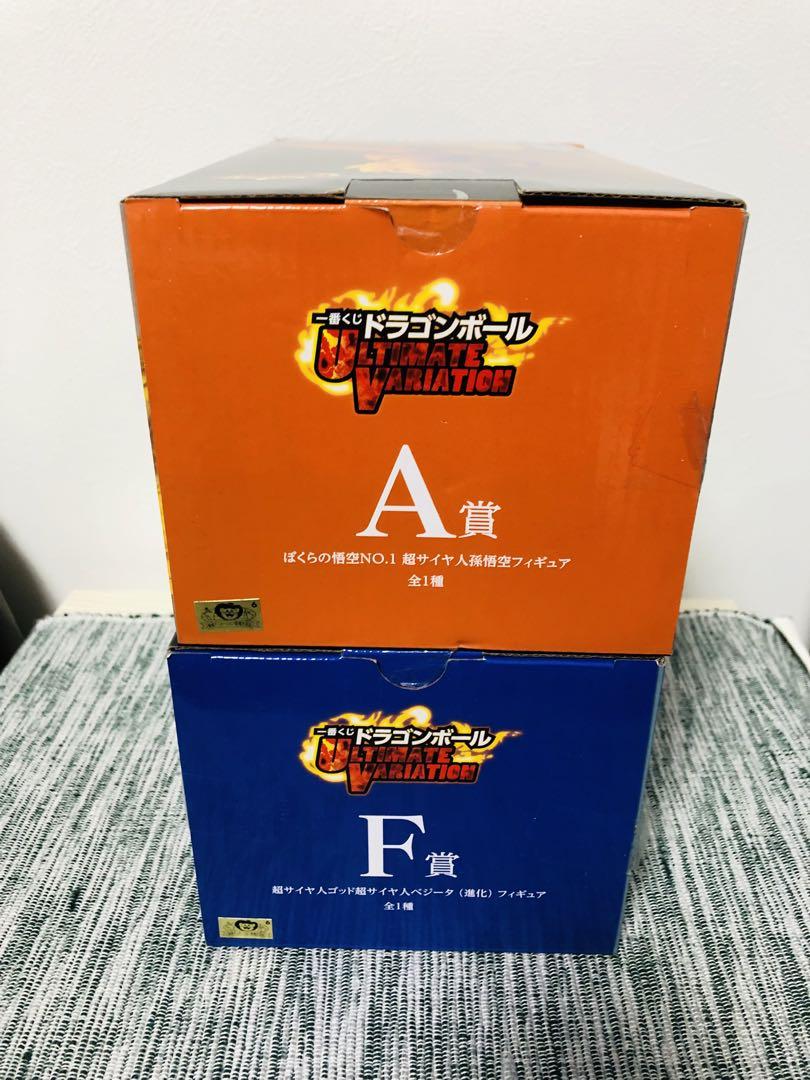 一番くじ ドラゴンボール
ULTIMATE
VARIATION
A賞
ぼくらの悟空NO.1 超サイヤ人孫悟空フィギュア
全1種
6
一番くじ ドラゴンボール
ULTIMATE
VARIATION
F賞
超サイヤ人ゴッド超サイヤ人ベジータ（進化）フィギュア
全1種
6